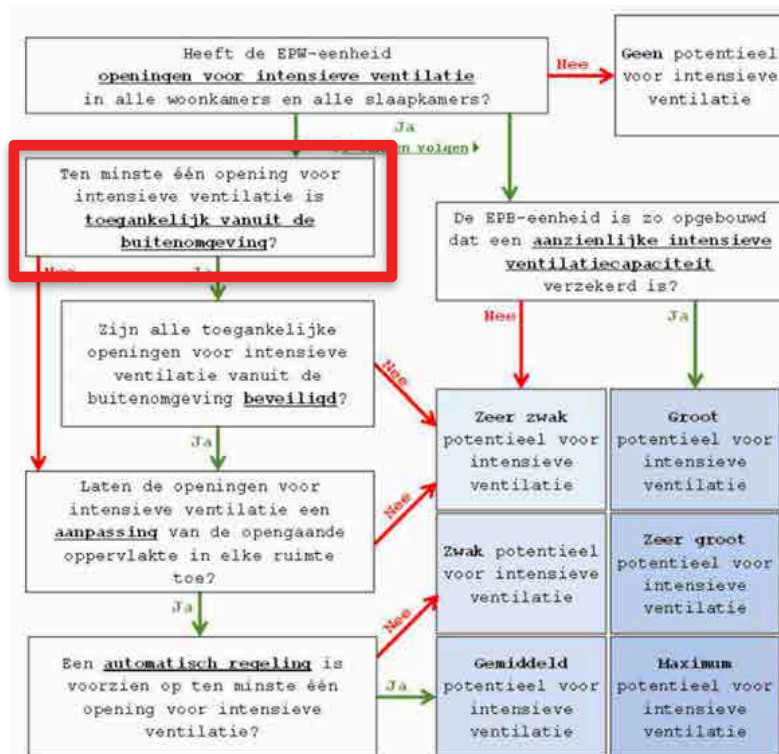 Heeft de EPW-eenheid
openingen voor intensieve ventilatie
in alle woonkamers en alle slaapkamers?
Nee
Geen potentieel
voor intensieve
ventilatie
Ja
volgen
Ten minste één opening voor
intensieve ventilatie is
toegankelijk vanuit de
buitenomgeving?
De EPB-eenheid is zo opgebouwd
dat een aanzienlijke intensieve
ventilatiecapaciteit
verzekerd is?
Nee
Ja
Nee
Ja
Zijn alle toegankelijke
openingen voor intensieve
ventilatie vanuit de
buitenomgeving beveiligd?
Nee
Ja
Zeer zwak
potentieel voor
intensieve
ventilatie
Groot
potentieel voor
intensieve
ventilatie
Laten de openingen voor
intensieve ventilatie een
aanpassing van de opengaande
oppervlakte in elke ruimte
toe?
Nee
Ja
Zwak potentieel
voor intensieve
ventilatie
Zeer groot
potentieel voor
intensieve
ventilatie
Een automatisch regeling is
voorzien op ten minste één
opening voor intensieve
ventilatie?
Nee
Ja
Gemiddeld
potentieel voor
intensieve
ventilatie
Maximum
potentieel voor
intensieve
ventilatie